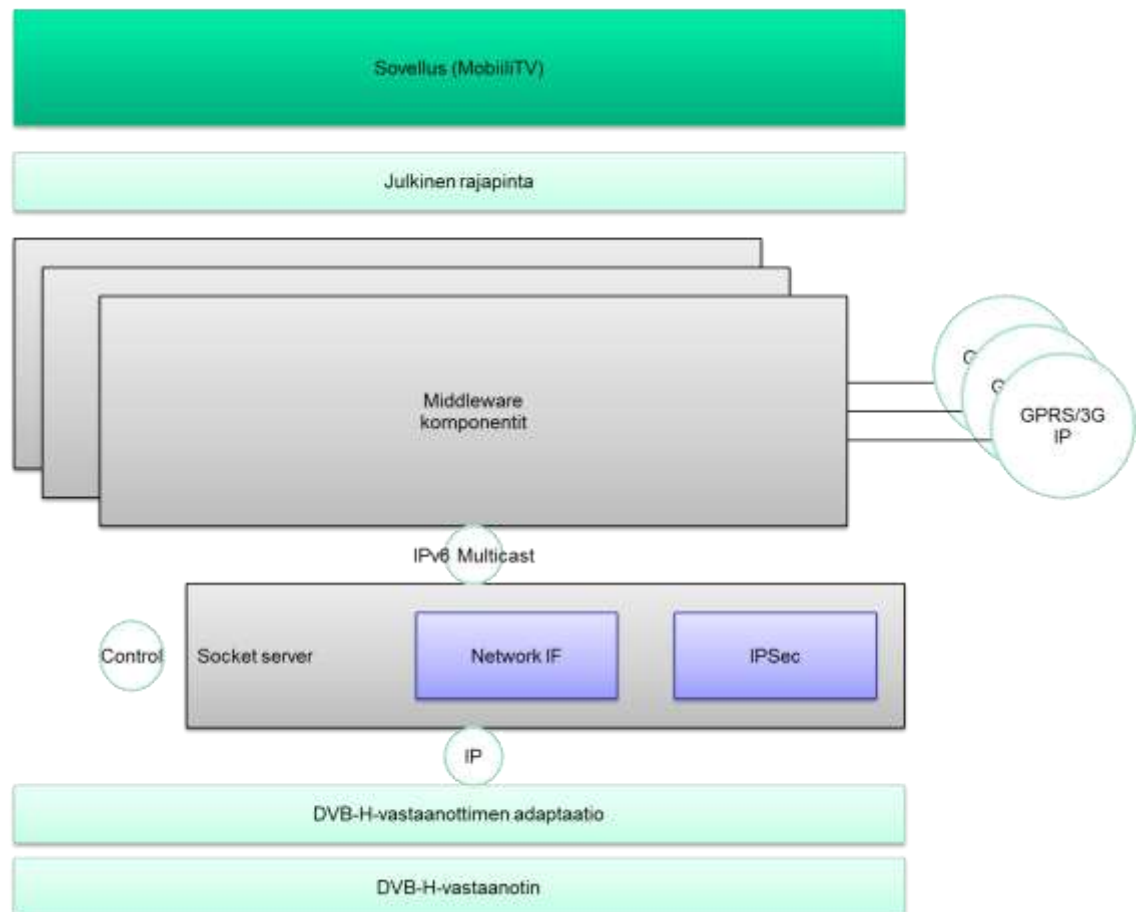 Sovellus (MobiiliTV)
Julkinen rajapinta
Middleware
komponentit
G
G
GPRS/3G
IP
IPv6 Multicast
Control
Socket server
Network IF
IPSec
IP
DVB-H-vastaanottimen adaptaatio
DVB-H-vastaanotin